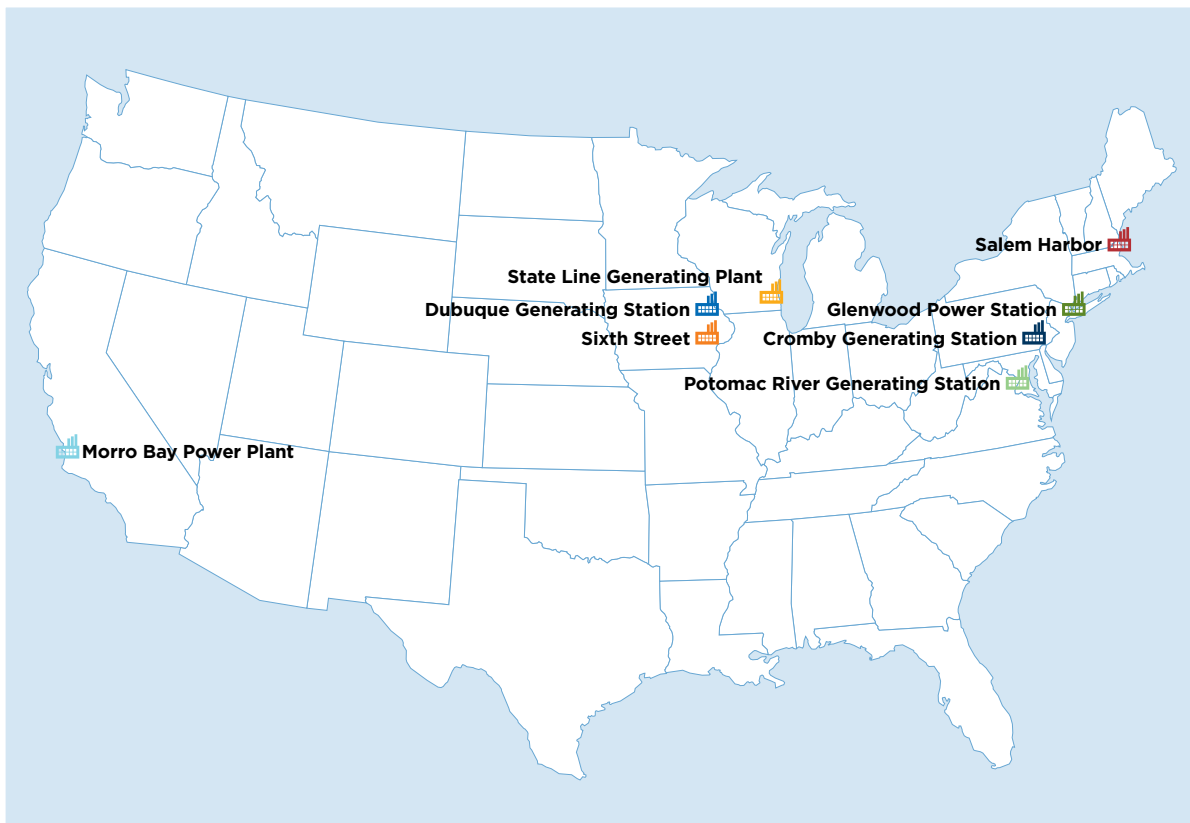 Salem Harbor
State Line Generating Plant
Dubuque Generating Station
Glenwood Power Station
Sixth Street
Cromby Generating Station
Potomac River Generating Station
Morro Bay Power Plant